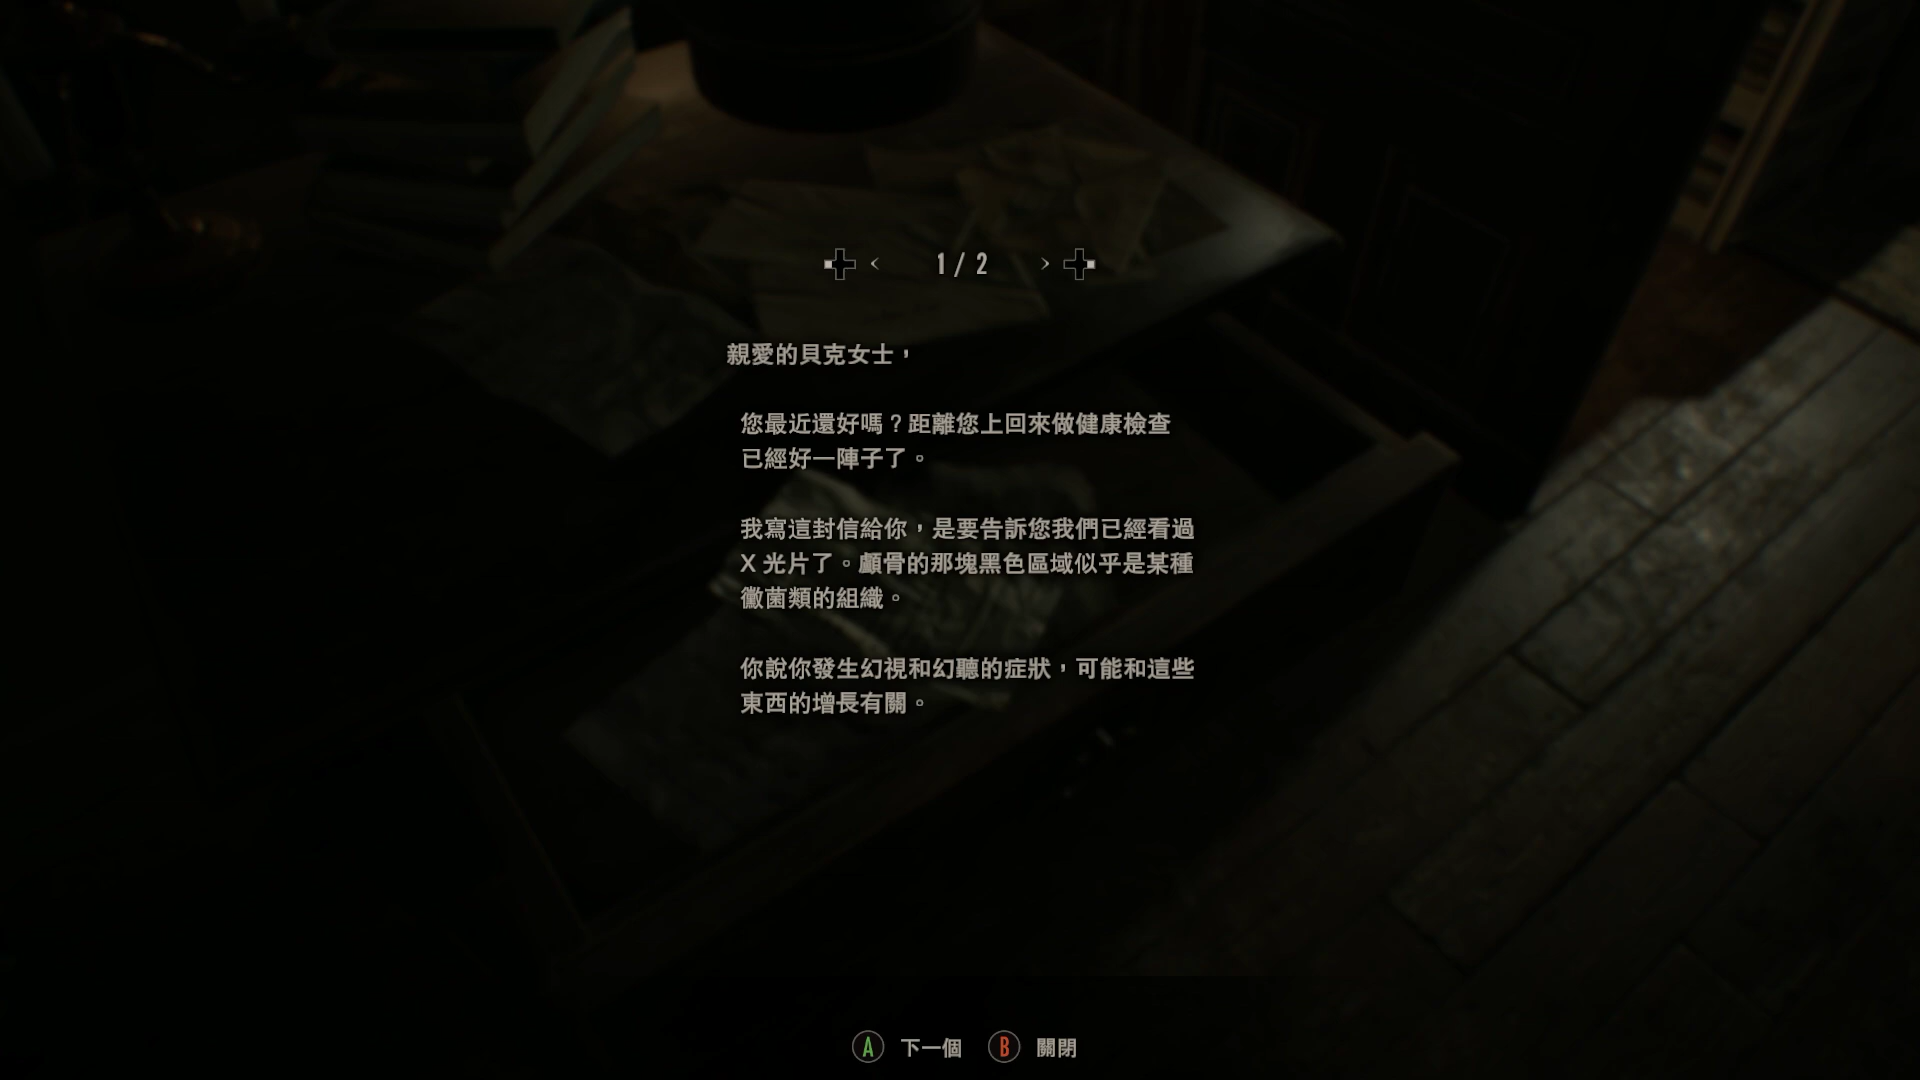 1 / 2
親愛的貝克女士，
您最近還好嗎？距離您上回來做健康檢查
已經好一陣子了。
我寫這封信給你，是要告訴您我們已經看過
X 光片了。顱骨的那塊黑色區域似乎是某種
黴菌類的組織。
你說你發生幻視和幻聽的症狀，可能和這些
東西的增長有關。
A 下一個 B 關閉